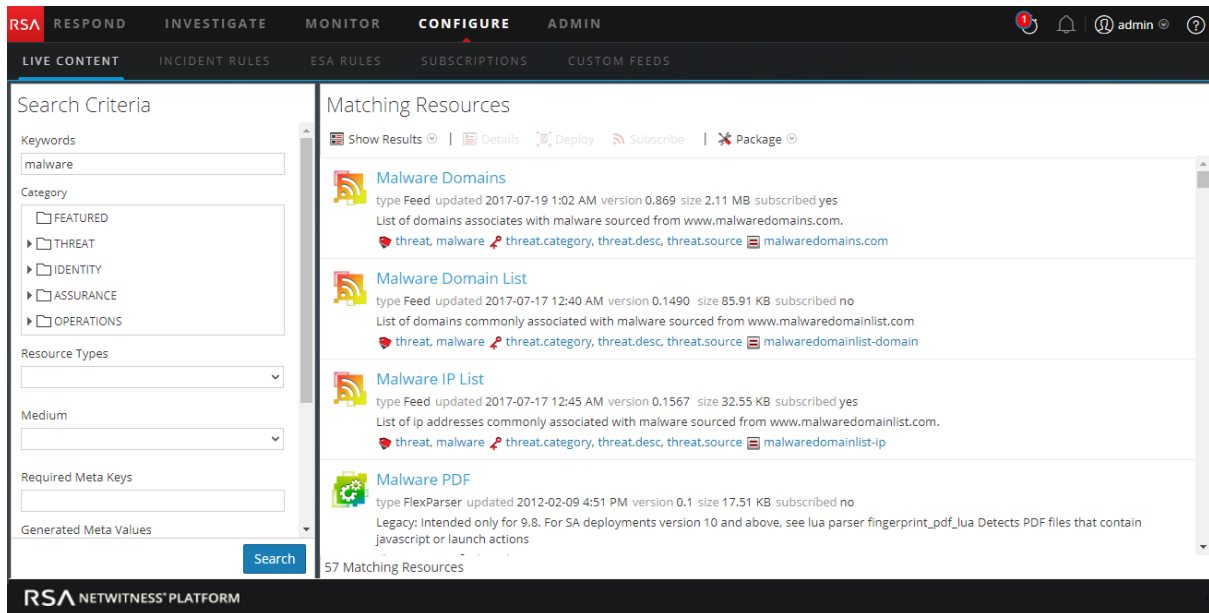 RSA RESPOND INVESTIGATE MONITOR CONFIGURE ADMIN 1 admin ?
LIVE CONTENT INCIDENT RULES ESA RULES SUBSCRIPTIONS CUSTOM FEEDS
Search Criteria
Keywords
malware
Category
FEATURED
THREAT
IDENTITY
ASSURANCE
OPERATIONS
Resource Types
Medium
Required Meta Keys
Generated Meta Values
Search
Matching Resources
Show Results | Details Deploy Subscribe | Package
Malware Domains
type Feed updated 2017-07-19 1:02 AM version 0.869 size 2.11 MB subscribed yes
List of domains associates with malware sourced from www.malwaredomains.com.
threat, malware threat.category, threat.desc, threat.source malwaredomains.com
Malware Domain List
type Feed updated 2017-07-17 12:40 AM version 0.1490 size 85.91 KB subscribed no
List of domains commonly associated with malware sourced from www.malwaredomainlist.com
threat, malware threat.category, threat.desc, threat.source malwaredomainlist-domain
Malware IP List
type Feed updated 2017-07-17 12:45 AM version 0.1567 size 32.55 KB subscribed yes
List of ip addresses commonly associated with malware sourced from www.malwaredomainlist.com.
threat, malware threat.category, threat.desc, threat.source malwaredomainlist-ip
Malware PDF
type FlexParser updated 2012-02-09 4:51 PM version 0.1 size 17.51 KB subscribed no
Legacy: Intended only for 9.8. For SA deployments version 10 and above, see lua parser fingerprint_pdf_lua Detects PDF files that contain
javascript or launch actions
57 Matching Resources
RSA NETWITNESS® PLATFORM